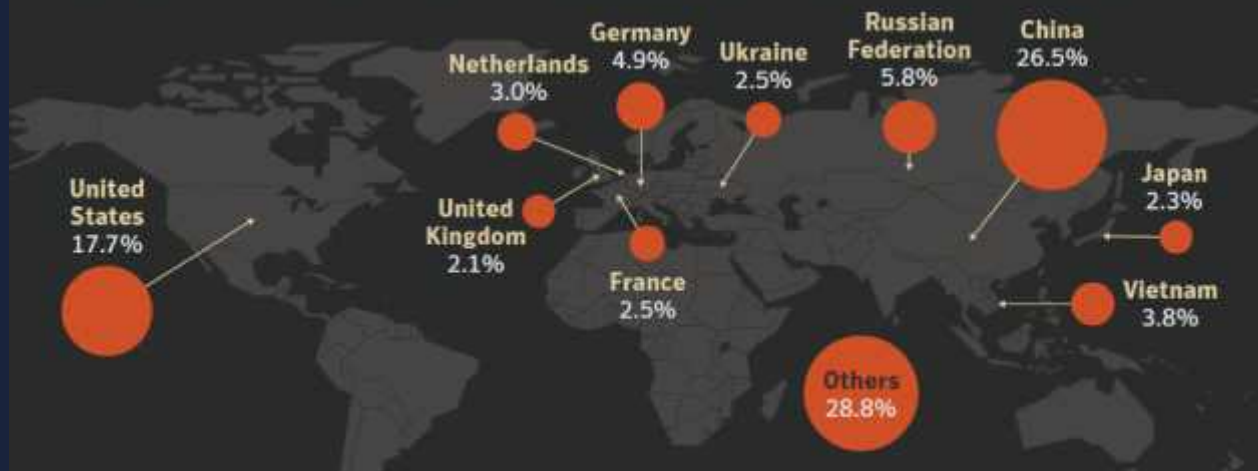 United
States
17.7%
Netherlands
3.0%
Germany
4.9%
Ukraine
2.5%
Russian
Federation
5.8%
China
26.5%
United
Kingdom
2.1%
France
2.5%
Japan
2.3%
Vietnam
3.8%
Others
28.8%